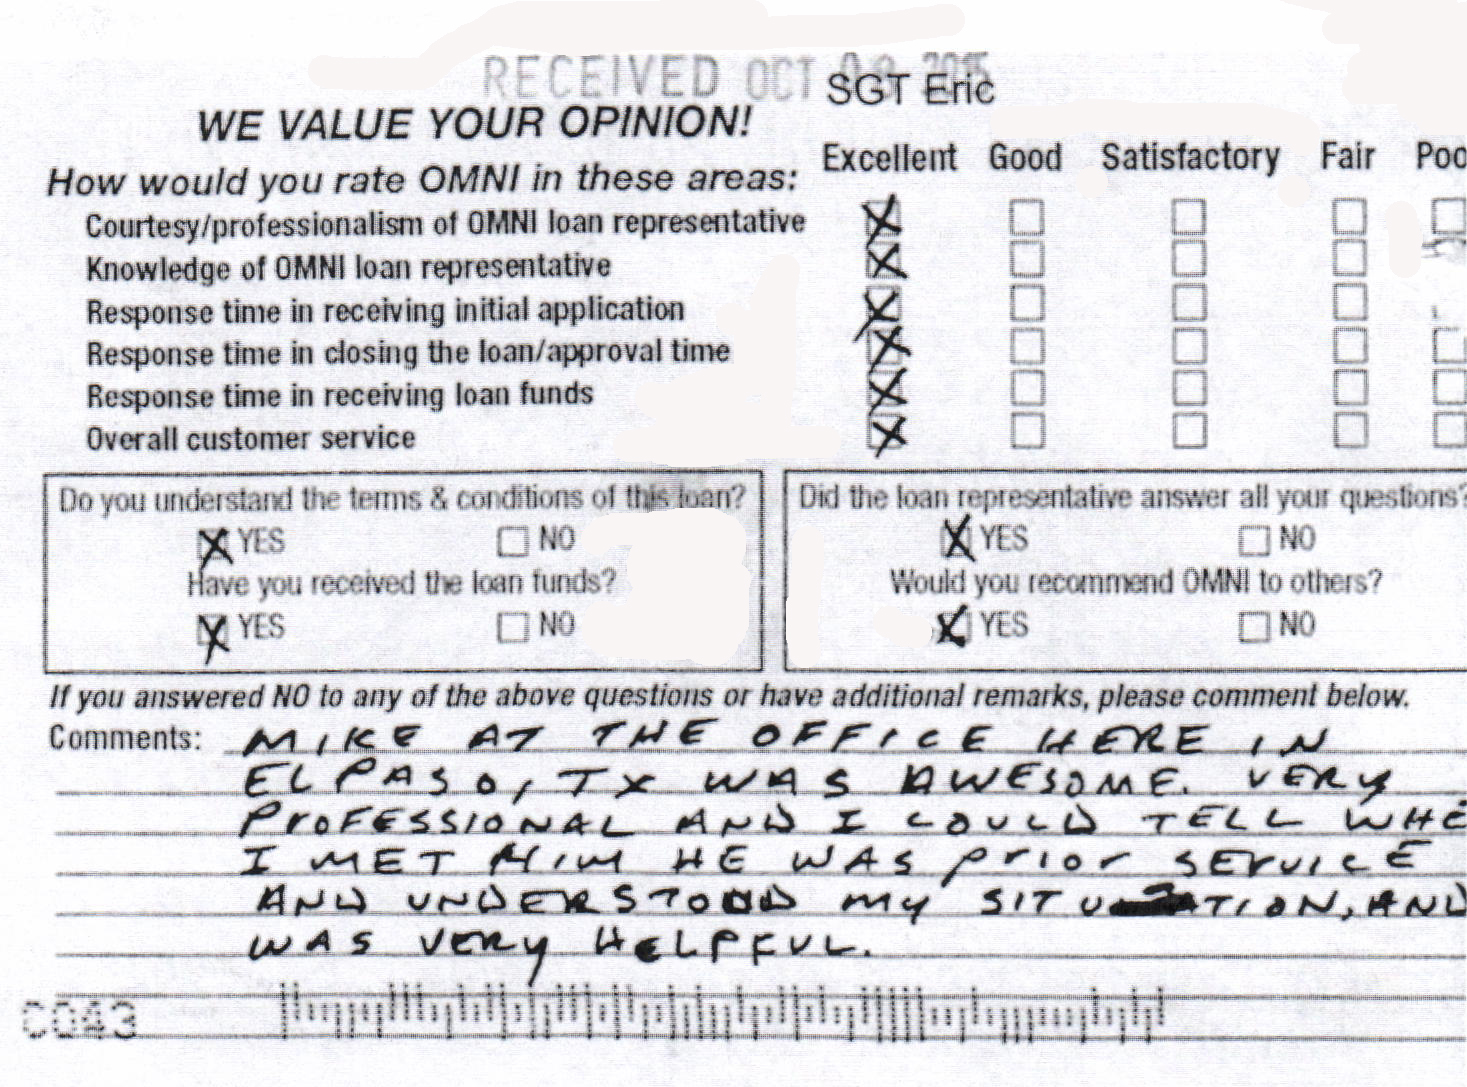 RECEIVED OCT 2015
SGT Eric
WE VALUE YOUR OPINION!
How would you rate OMNI in these areas:
Excellent Good Satisfactory Fair Poo
Courtesy/professionalism of OMNI loan representative
Knowledge of OMNI loan representative
Response time in receiving initial application
Response time in closing the loan/approval time
Response time in receiving loan funds
Overall customer service
Do you understand the terms & conditions of this loan?
YES NO
Have you received the loan funds?
YES NO
Did the loan representative answer all your questions?
YES NO
Would you recommend OMNI to others?
YES NO
If you answered NO to any of the above questions or have additional remarks, please comment below.
Comments: MIKE AT THE OFFICE HERE IN
EL PASO, TX WAS AWESOME. VERY
PROFESSIONAL AND I COULD TELL WHE
I MET HIM HE WAS prior SERVICE
AND UNDERSTOOD MY SITUATION, AND
WAS VERY HELPFUL.
C043